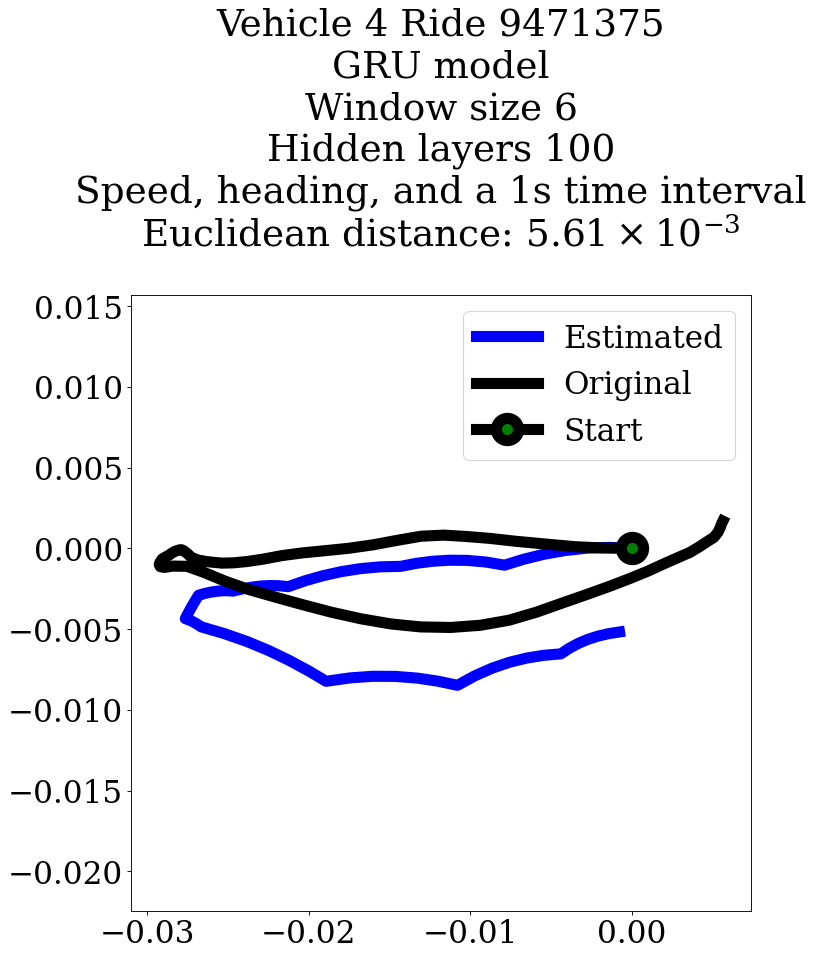 Vehicle 4 Ride 9471375
GRU model
Window size 6
Hidden layers 100
Speed, heading, and a 1s time interval
Euclidean distance: 5.61 × 10⁻³
Estimated
Original
Start
0.015
0.010
0.005
0.000
−0.005
−0.010
−0.015
−0.020
−0.03
−0.02
−0.01
0.00